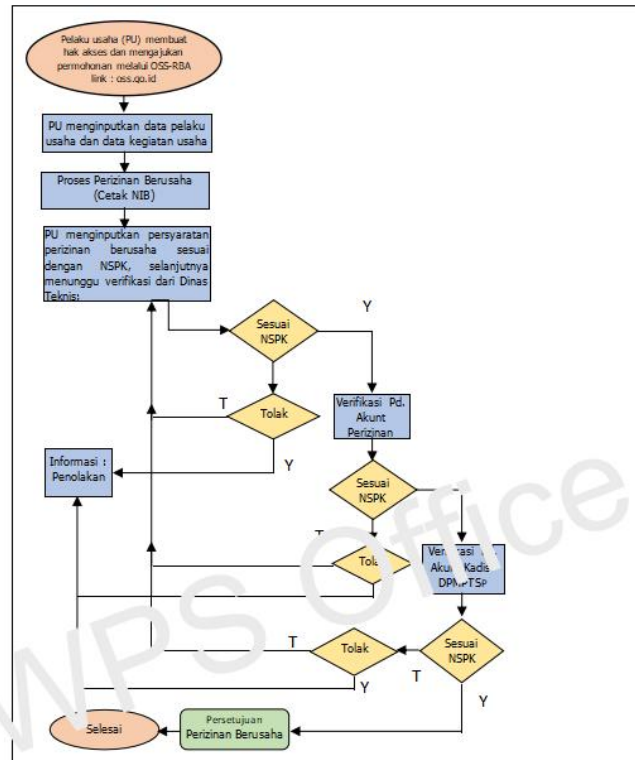 Pelaku usaha (PU) membuat
hak akses dan mengajukan
permohonan melalui OSS-RBA
link : oss.go.id
PU menginputkan data pelaku
usaha dan data kegiatan usaha
Proses Perizinan Berusaha
(Cetak NIB)
PU menginputkan persyaratan
perizinan berusaha sesuai
dengan NSPK, selanjutnya
menunggu verifikasi dari Dinas
Teknis:
Y
Sesuai
NSPK
T
Tolak
Verifikasi Pd.
Akunt
Perizinan
Y
Informasi :
Penolakan
Sesuai
NSPK
Tolak
Akun Kadis
DPMPTSP
T
Tolak
T
Sesuai
NSPK
Y
Y
Selesai
Persetujuan
Perizinan Berusaha
WPS Office